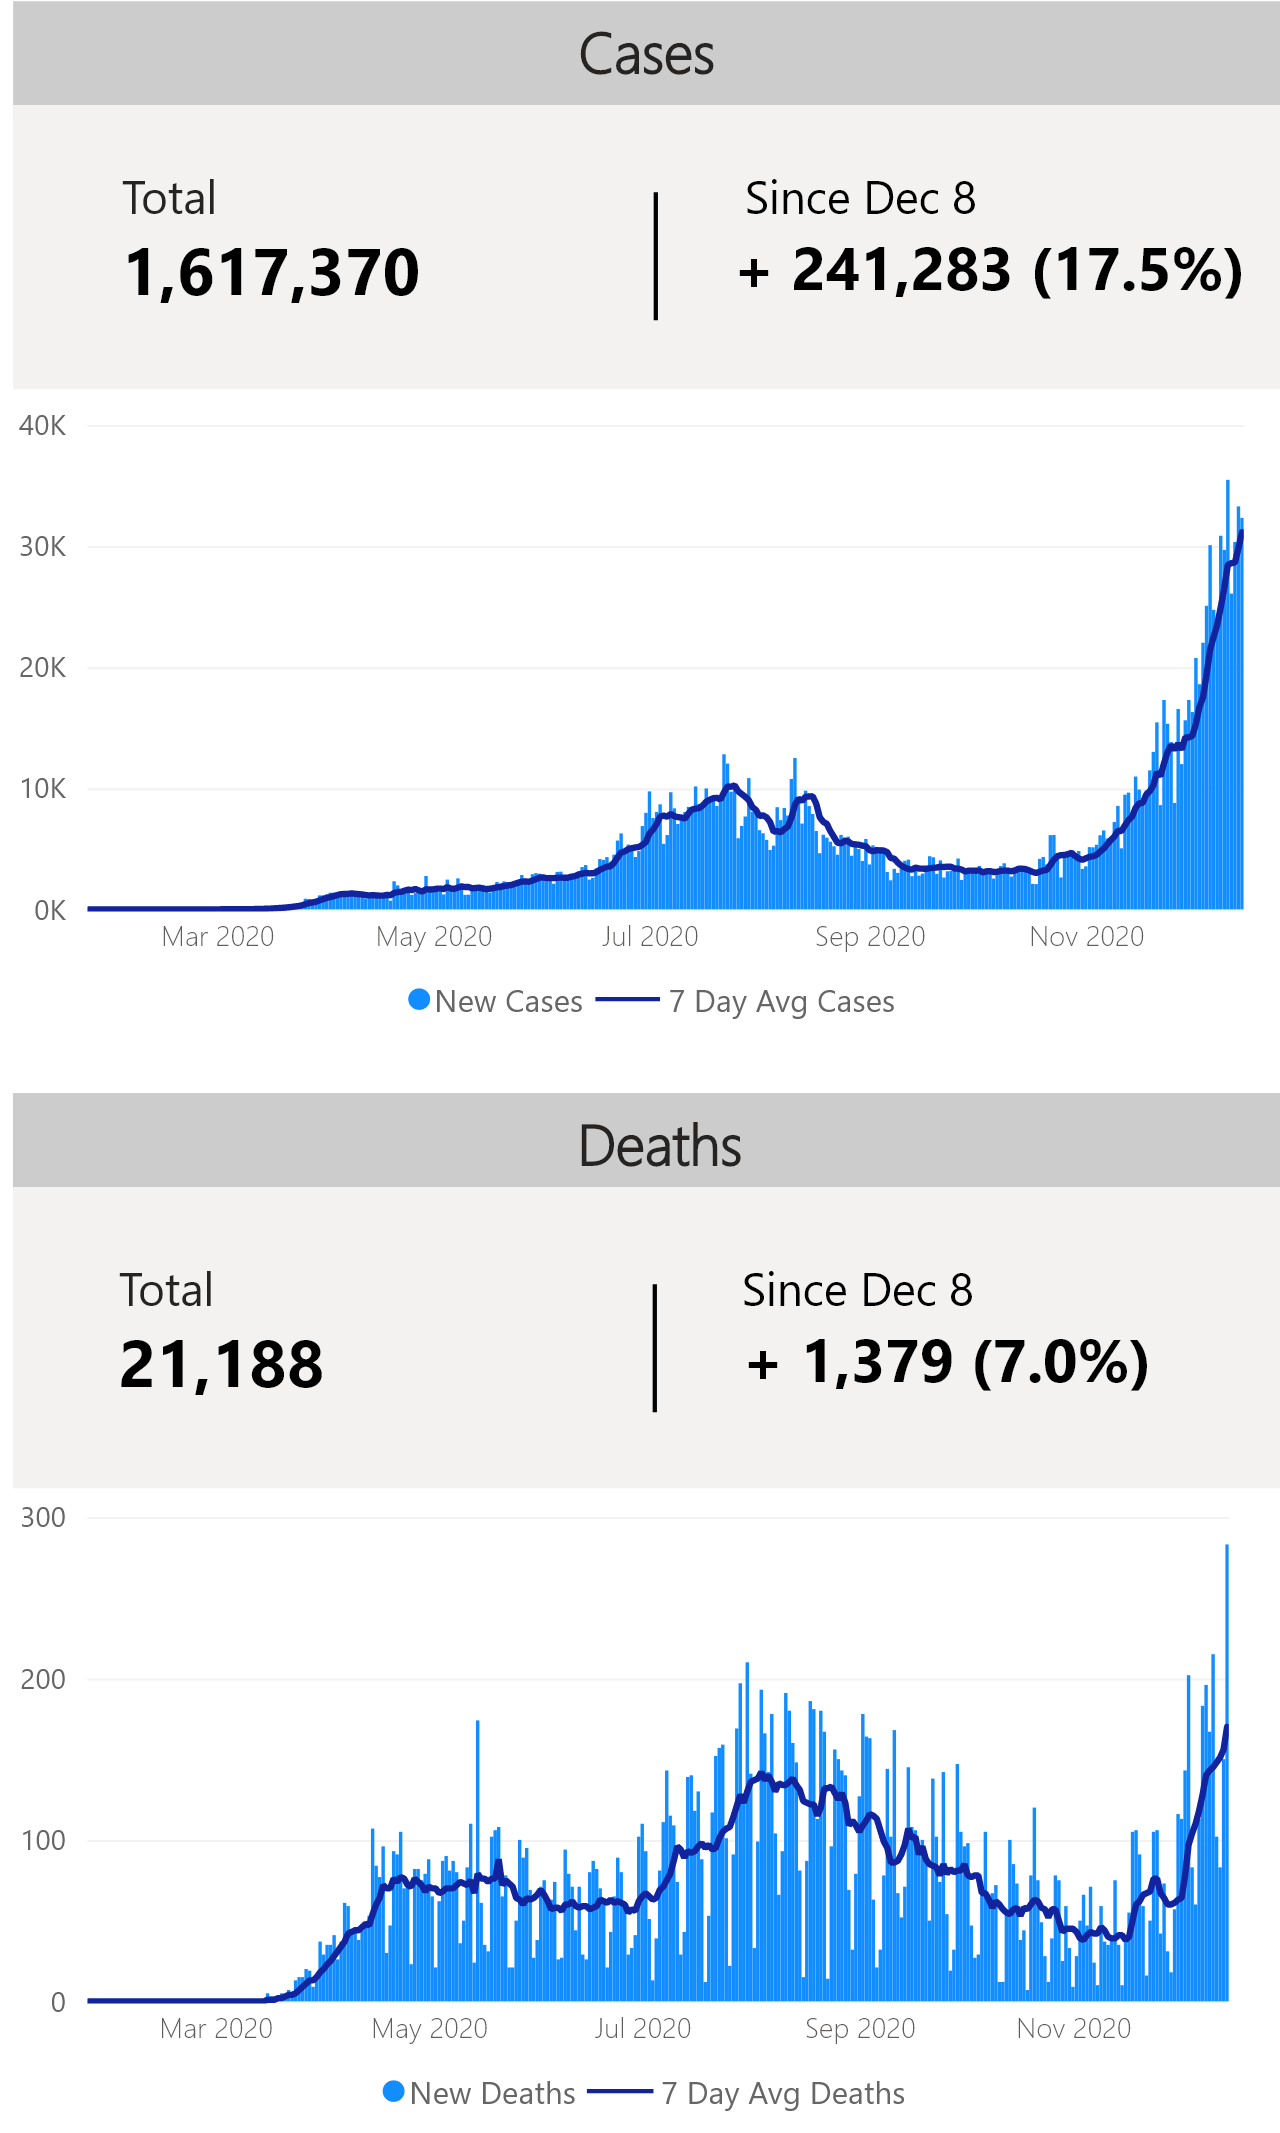 Cases
Total
Since Dec 8
1,617,370
+ 241,283 (17.5%)
40K
30K
20K
10K
0K
Mar 2020
May 2020
Jul 2020
Sep 2020
Nov 2020
New Cases
7 Day Avg Cases
Deaths
Total
Since Dec 8
21,188
+ 1,379 (7.0%)
300
200
100
0
Mar 2020
May 2020
Jul 2020
Sep 2020
Nov 2020
New Deaths
7 Day Avg Deaths